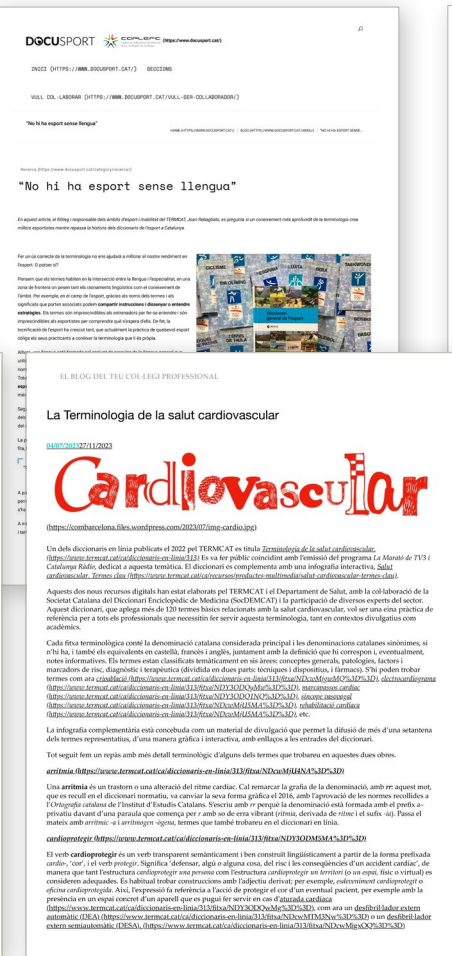 DOCUSPORT COPLEFC (https://www.docusport.cat/)
INICI (HTTPS://WWW.DOCUSPORT.CAT/) SECCIONS
VULL COL·LABORAR (HTTPS://WWW.DOCUSPORT.CAT/VULL-SER-COLLABORADOR/)
"No hi ha esport sense llengua"
Recerca (https://www.docusport.cat/category/recerca/)
"No hi ha esport sense llengua"
En aquest article, el filòleg i responsable dels àmbits d'esport i mobilitat del TERMCAT, Joan Rebagliato, es pregunta si un coneixement més aprofundit de la terminologia crea
millors esportistes mentre repassa la història dels diccionaris de l'esport a Catalunya.
Fer un ús correcte de la terminologia no ens ajudarà a millorar el nostre rendiment en
l'esport. O potser sí?
Pensem que els termes habiten en la intersecció entre la llengua i l'especialitat, en una
zona de frontera on pesen tant els raonaments lingüístics com el coneixement de
l'àmbit. Per exemple, en el camp de l'esport, gràcies als noms dels termes i als
significats que porten associats podem compartir instruccions i dissenyar o entendre
estratègies. Els termes són imprescindibles als entrenadors per fer-se entendre i són
imprescindibles als esportistes per comprendre què s'espera d'ells. De fet, la
tecnificació de l'esport ha crescut tant, que actualment la pràctica de qualsevol esport
obliga els seus practicants a conèixer la terminologia que li és pròpia.
CICLISME
TAEKWONDO
Diccionari
general de l'esport
EL BLOG DEL TEU COL·LEGI PROFESSIONAL
La Terminologia de la salut cardiovascular
04/07/202327/11/2023
Cardiovascular
(https://combarcelona.files.wordpress.com/2023/07/img-cardio.jpg)
Un dels diccionaris en línia publicats el 2022 pel TERMCAT es titula Terminologia de la salut cardiovascular.
(https://www.termcat.cat/ca/diccionaris-en-linia/313) Es va fer públic coincidint amb l'emissió del programa La Marató de TV3 i
Catalunya Ràdio, dedicat a aquesta temàtica. El diccionari es complementa amb una infografia interactiva, Salut
cardiovascular. Termes clau (https://www.termcat.cat/ca/recursos/productes-multimedia/salut-cardiovascular-termes-clau).
Aquests dos nous recursos digitals han estat elaborats pel TERMCAT i el Departament de Salut, amb la col·laboració de la
Societat Catalana del Diccionari Enciclopèdic de Medicina (SocDEMCAT) i la participació de diversos experts del sector.
Aquest diccionari, que aplega més de 120 termes bàsics relacionats amb la salut cardiovascular, vol ser una eina pràctica de
referència per a tots els professionals que necessitin fer servir aquesta terminologia, tant en contextos divulgatius com
acadèmics.
Cada fitxa terminològica conté la denominació catalana considerada principal i les denominacions catalanes sinònimes, si
n'hi ha, i també els equivalents en castellà, francès i anglès, juntament amb la definició que hi correspon i, eventualment,
notes informatives. Els termes estan classificats temàticament en sis àrees: conceptes generals, patologies, factors i
marcadors de risc, diagnòstic i terapèutica (dividida en dues parts: tècniques i dispositius, i fàrmacs). S'hi poden trobar
termes com ara crioablació
electrocardiograma
marcapassos cardíac
síncope vasovagal
rehabilitació cardíaca
etc.
La infografia complementària està concebuda com un material de divulgació que permet la difusió de més d'una setantena
dels termes representats, d'una manera gràfica i interactiva, amb enllaços a les entrades del diccionari.
Tot seguit fem un repàs amb més detall terminològic d'alguns dels termes que trobareu en aquestes dues obres.
arrítmia (https://www.termcat.cat/ca/diccionaris-en-linia/313/fitxa/NDcwMjU4NA%3D%3D)
Una arrítmia és un trastorn o una alteració del ritme cardíac. Cal remarcar la grafia de la denominació, amb rr: aquest mot,
que es recull en el diccionari normatiu, va canviar la seva forma gràfica el 2016, amb l'aprovació de les normes recollides a
l'Ortografia catalana de l'Institut d'Estudis Catalans. S'escriu amb rr perquè la denominació està formada amb el prefix a–
privatiu davant d'una paraula que comença per r amb so de erra vibrant (ritmia, derivada de ritme i el sufix -ia). Passa el
mateix amb arrítmic -a i arritmogen -ògena, termes que també trobareu en el diccionari en línia.
cardioprotegir (https://www.termcat.cat/ca/diccionaris-en-linia/313/fitxa/NDY3ODM5MA%3D%3D)
El verb cardioprotegir és un verb transparent semànticament i ben construït lingüísticament a partir de la forma prefixada
cardio-, 'cor', i el verb protegir. Significa 'defensar, algú o alguna cosa, del risc i les conseqüències d'un accident cardíac', de
manera que tant l'estructura cardioprotegir una persona com l'estructura cardioprotegir un territori (o un espai, físic o virtual) es
consideren adequades. És habitual trobar construccions amb l'adjectiu derivat; per exemple, esdeveniment cardioprotegit o
oficina cardioprotegida. Així, l'expressió fa referència a l'acció de protegir el cor d'un eventual pacient, per exemple amb la
presència en un espai concret d'un aparell que es pugui fer servir en cas d'aturada cardíaca
(https://www.termcat.cat/ca/diccionaris-en-linia/313/fitxa/NDY3ODQwMg%3D%3D), com ara un desfibril·lador extern
automàtic (DEA) (https://www.termcat.cat/ca/diccionaris-en-linia/313/fitxa/NDcwMTM3Nw%3D%3D) o un desfibril·lador
extern semiautomàtic (DESA). (https://www.termcat.cat/ca/diccionaris-en-linia/313/fitxa/NDcwMjgxOQ%3D%3D)